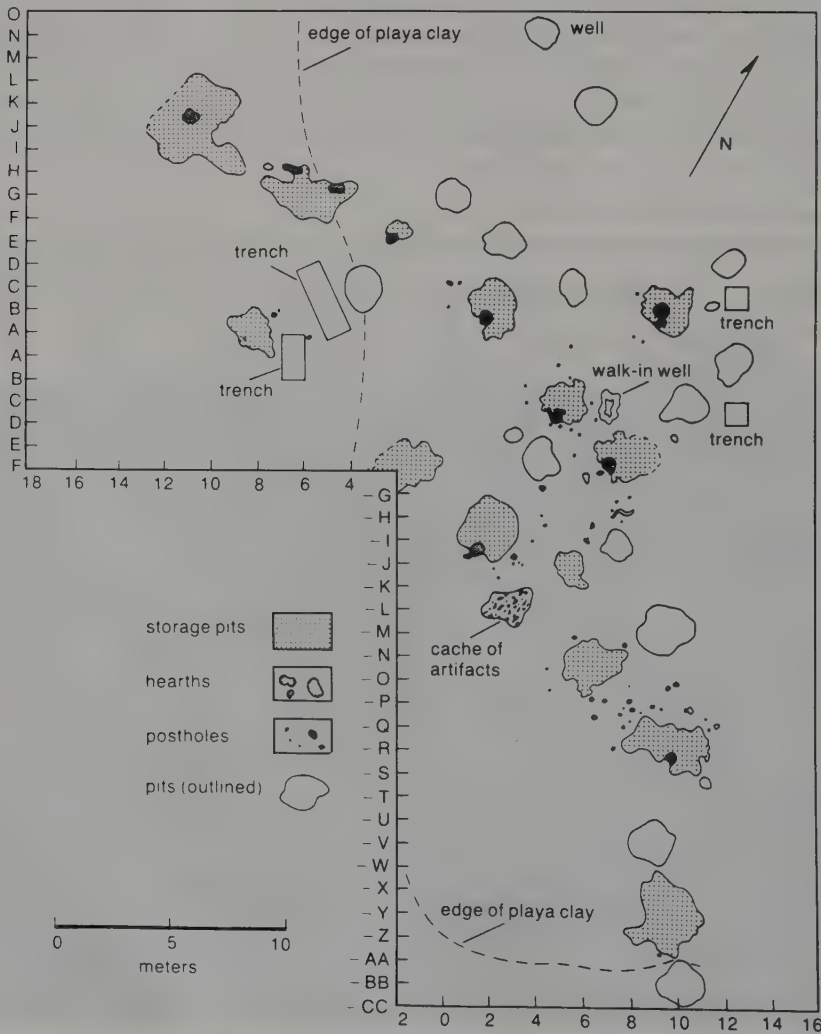 O
N
M
L
K
J
I
H
G
F
E
D
C
B
A
A
B
C
D
E
F
18 16 14 12 10 8 6 4
edge of playa clay
well
N
trench
trench
trench
walk-in well
trench
G
H
I
J
K
L
M
N
O
P
Q
R
S
T
U
V
W
X
Y
Z
AA
BB
CC
cache of
artifacts
storage pits
hearths
postholes
pits (outlined)
edge of playa clay
0 5 10
meters
2 0 2 4 6 8 10 12 14 16